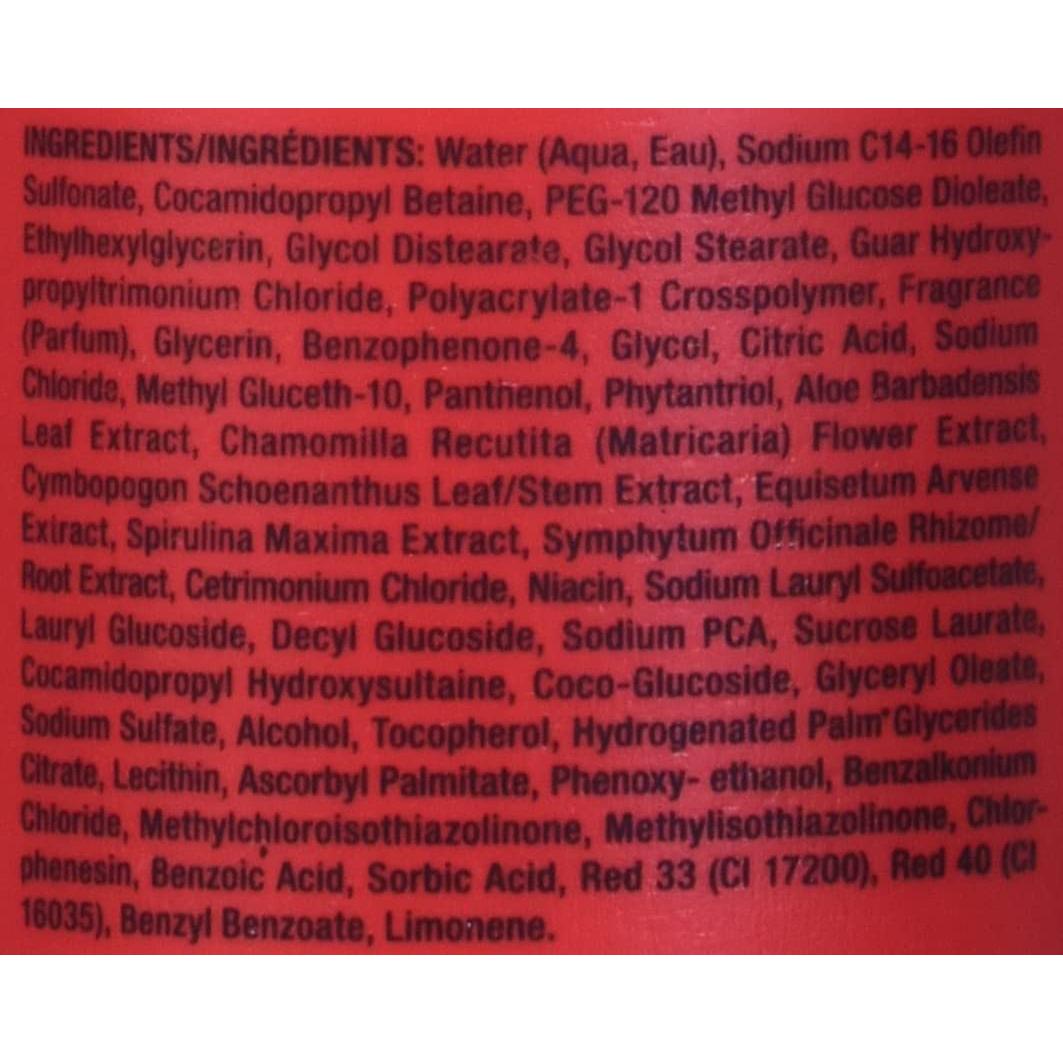 INGREDIENTS/INGRÉDIENTS: Water (Aqua, Eau), Sodium C14-16 Olefin
Sulfonate, Cocamidopropyl Betaine, PEG-120 Methyl Glucose Dioleate,
Ethylhexylglycerin, Glycol Distearate, Glycol Stearate, Guar Hydroxy-
propyltrimonium Chloride, Polyacrylate-1 Crosspolymer, Fragrance
(Parfum), Glycerin, Benzophenone-4, Glycol, Citric Acid, Sodium
Chloride, Methyl Gluceth-10, Panthenol, Phytantriol, Aloe Barbadensis
Leaf Extract, Chamomilla Recutita (Matricaria) Flower Extract,
Cymbopogon Schoenanthus Leaf/Stem Extract, Equisetum Arvense
Extract, Spirulina Maxima Extract, Symphytum Officinale Rhizome/
Root Extract, Cetrimonium Chloride, Niacin, Sodium Lauryl Sulfoacetate,
Lauryl Glucoside, Decyl Glucoside, Sodium PCA, Sucrose Laurate,
Cocamidopropyl Hydroxysultaine, Coco-Glucoside, Glyceryl Oleate,
Sodium Sulfate, Alcohol, Tocopherol, Hydrogenated Palm Glycerides
Citrate, Lecithin, Ascorbyl Palmitate, Phenoxy- ethanol, Benzalkonium
Chloride, Methylchloroisothiazolinone, Methylisothiazolinone, Chlor-
phenesin, Benzoic Acid, Sorbic Acid, Red 33 (CI 17200), Red 40 (CI
16035), Benzyl Benzoate, Limonene.